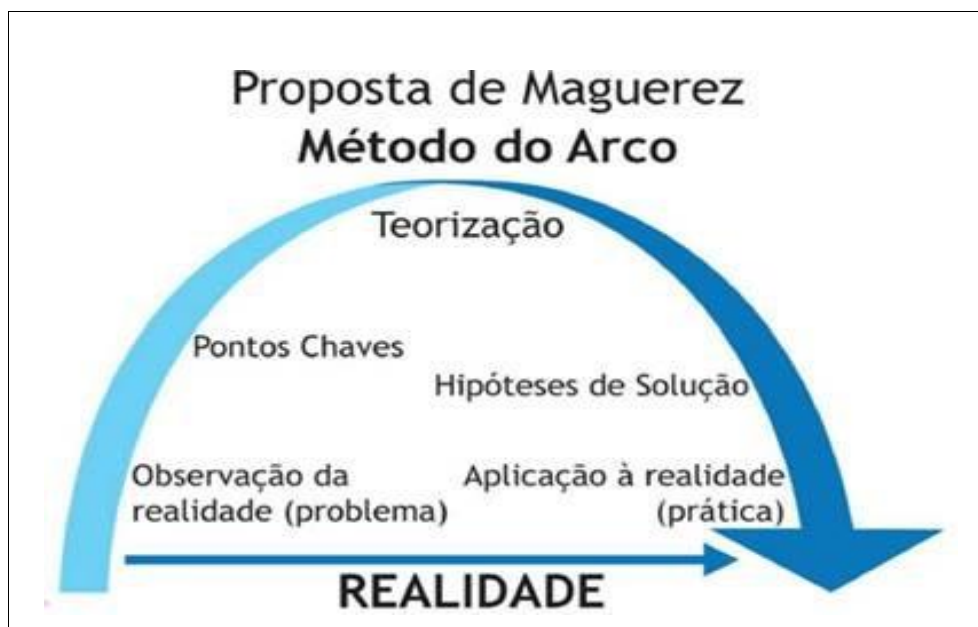 Proposta de Maguerez
Método do Arco
Teorização
Pontos Chaves
Hipóteses de Solução
Observação da
realidade (problema)
Aplicação à realidade
(prática)
REALIDADE